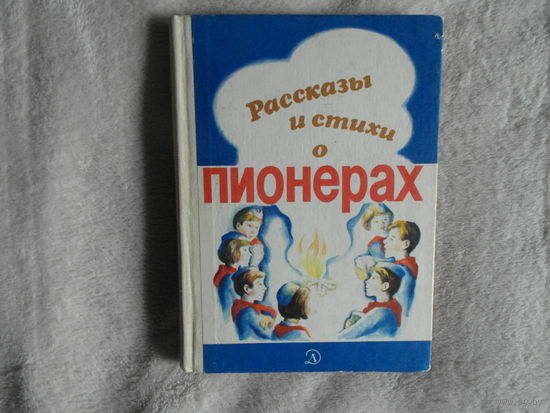 Рассказы
и стихи
о
пионерах
Д